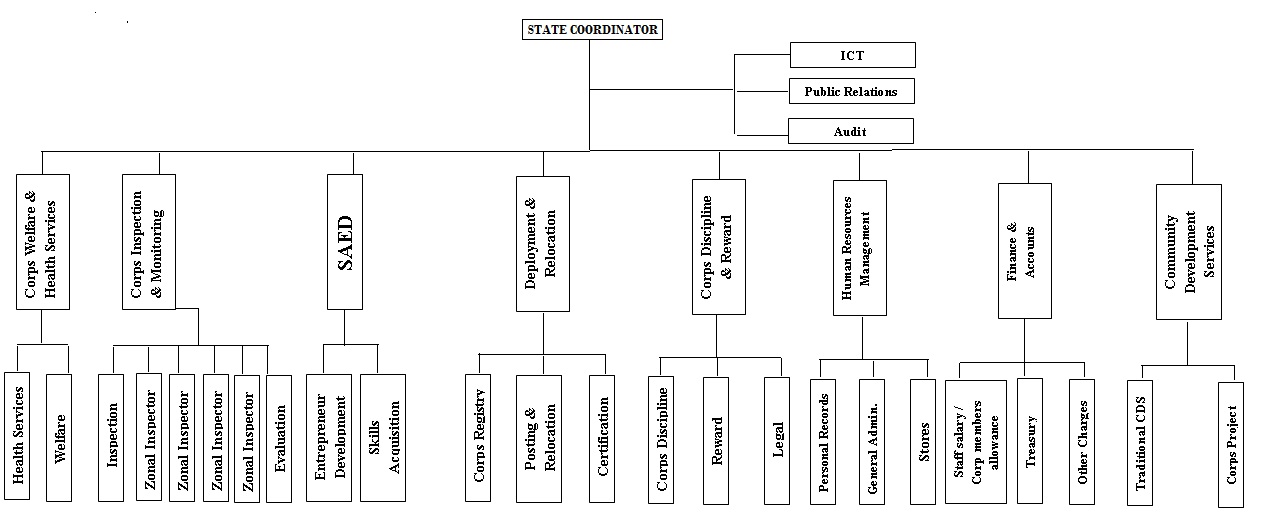 STATE COORDINATOR
ICT
Public Relations
Audit
Corps Welfare &
Health Services
Corps Inspection
& Monitoring
SAED
Deployment &
Relocation
Corps Discipline
& Reward
Human Resources
Management
Finance &
Accounts
Community
Development
Services
Health Services
Welfare
Inspection
Zonal Inspector
Zonal Inspector
Zonal Inspector
Zonal Inspector
Evaluation
Entrepreneur
Development
Skills
Acquisition
Corps Registry
Posting &
Relocation
Certification
Corps Discipline
Reward
Legal
Personal Records
General Admin.
Stores
Staff salary /
Corp members
allowance
Treasury
Other Charges
Traditional CDS
Corps Project